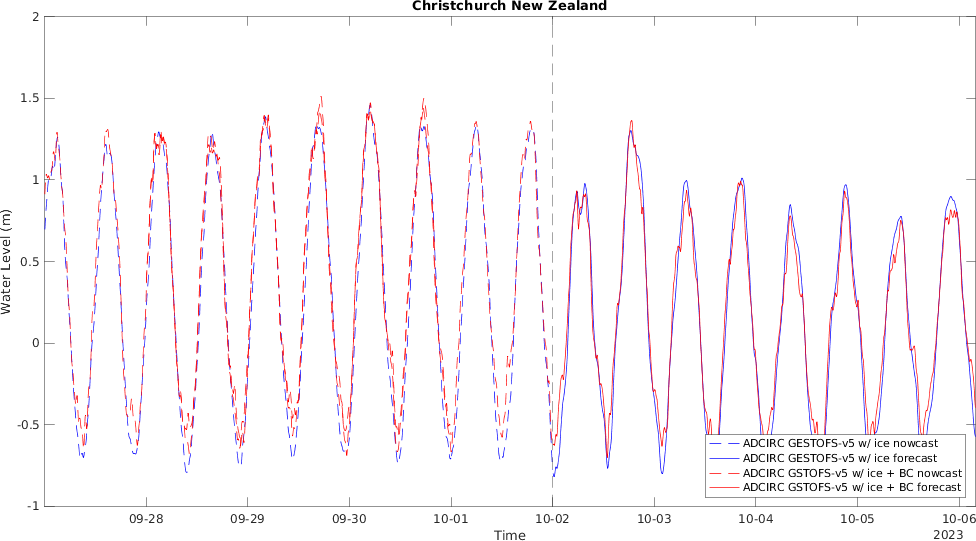 Christchurch New Zealand
2
1.5
1
0.5
0
-0.5
-1
Water Level (m)
ADCIRC GESTOFS-v5 w/ ice nowcast
ADCIRC GESTOFS-v5 w/ ice forecast
ADCIRC GSTOFS-v5 w/ ice + BC nowcast
ADCIRC GSTOFS-v5 w/ ice + BC forecast
09-28 09-29 09-30 10-01 10-02 10-03 10-04 10-05 10-06
Time
2023